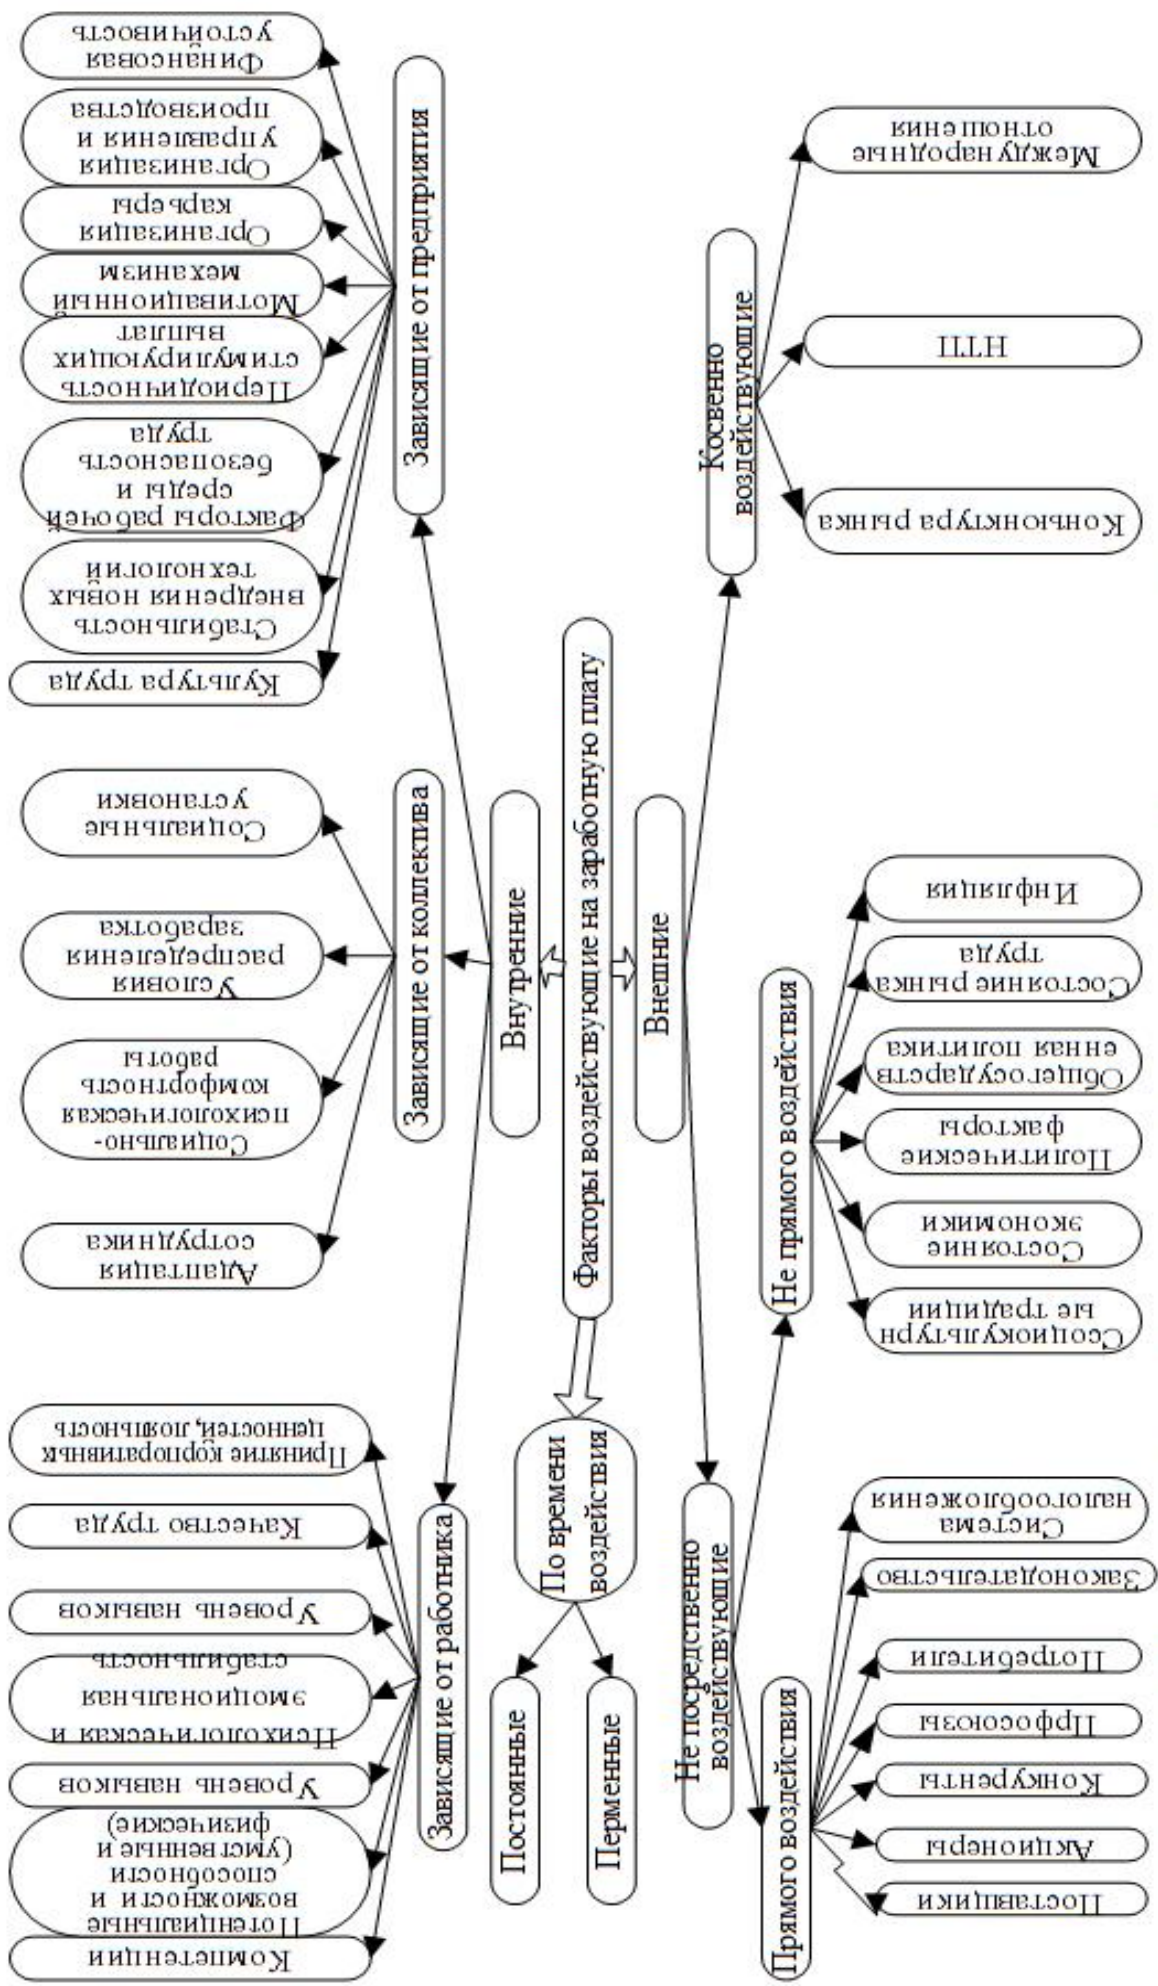 Финансовая
устойчивость
Организация
управления и
производства
Организация
карьеры
Мотивационный
механизм
Периодичность
стимулирующих
выплат
Факторы рабочей
среды и
безопасность
труда
Стабильность
внедрения новых
технологий
Культура труда
Зависящие от предприятия
Социальные
установки
Условия
распределения
заработка
Социально-
психологическая
комфортность
работы
Адаптация
сотрудника
Зависящие от коллектива
Принятие корпоративных
ценностей, лояльность
Качество труда
Уровень навыков
Психологическая и
эмоциональная
стабильность
Уровень навыков
Потенциальные
возможности и
способности
(умственные и
физические)
Компетенции
Зависящие от работника
Внутренние
Факторы воздействующие на заработную плату
Внешние
По времени
воздействия
Постоянные
Перменные
Косвенно
воздействующие
Международные
отношения
НТП
Конъюнктура рынка
Не посредственно
воздействующие
Не прямого воздействия
Инфляция
Состояние рынка
труда
Общегосударств
енная политика
Политические
факторы
Состояние
экономики
Ссоциокультурн
ые традиции
Прямого воздействия
Система
налогообложения
Законодательство
Потребители
Прфосоюзы
Конкуренты
Акционеры
Поставщики